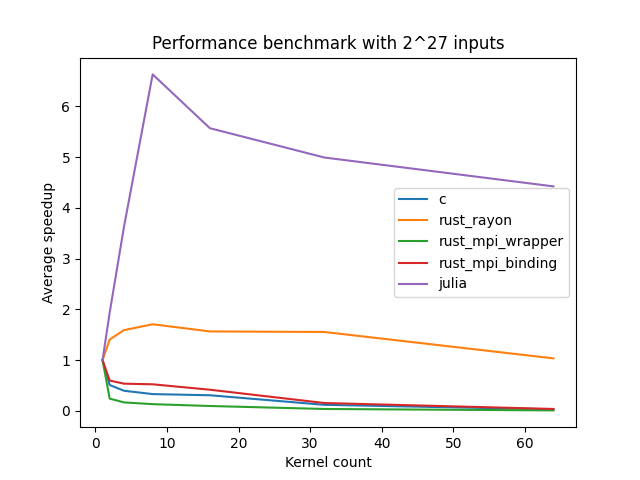 Performance benchmark with 2^27 inputs
Average speedup
6
5
4
3
2
1
0
c
rust_rayon
rust_mpi_wrapper
rust_mpi_binding
julia
0 10 20 30 40 50 60
Kernel count